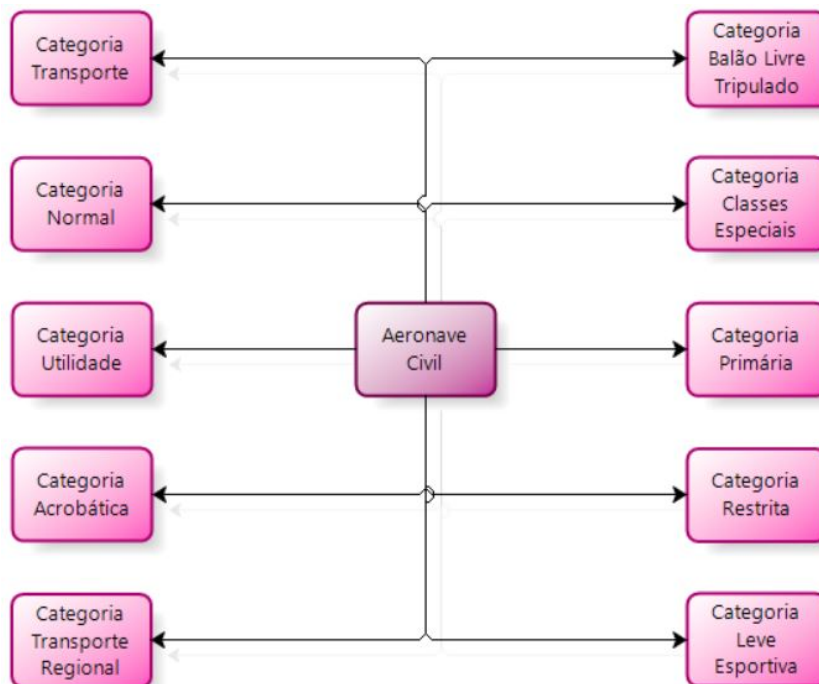 Categoria
Transporte
Categoria
Balão Livre
Tripulado
Categoria
Normal
Categoria
Classes
Especiais
Categoria
Utilidade
Aeronave
Civil
Categoria
Primária
Categoria
Acrobática
Categoria
Restrita
Categoria
Transporte
Regional
Categoria
Leve
Esportiva